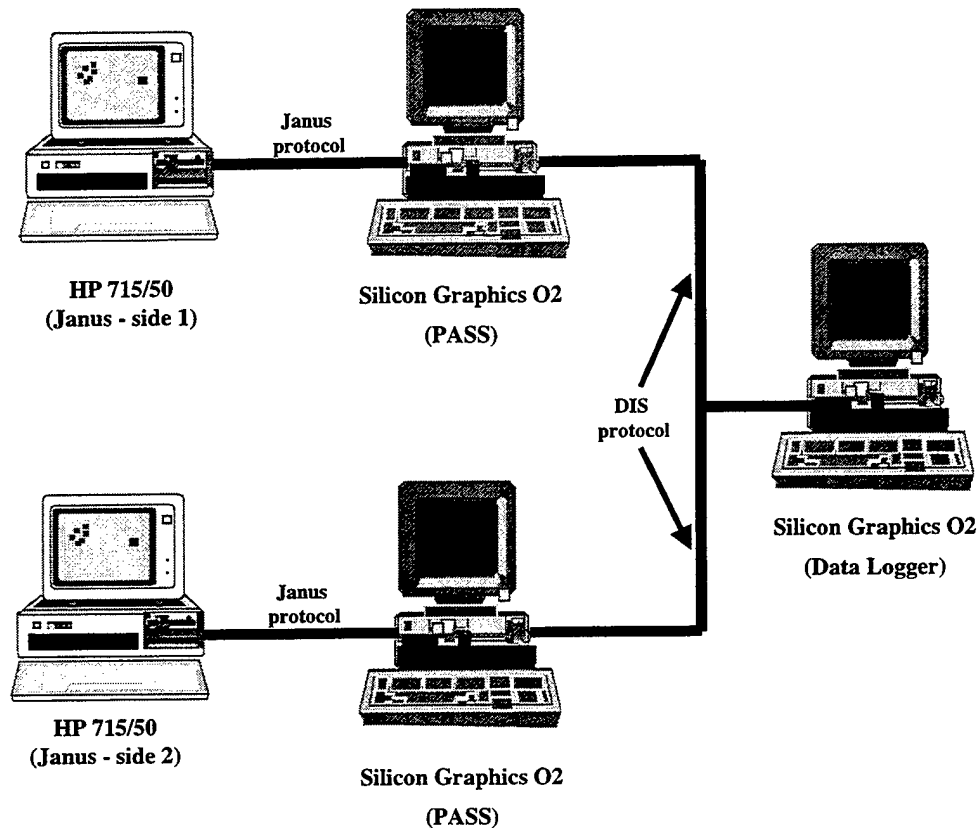 Janus
protocol
HP 715/50
(Janus - side 1)
Silicon Graphics O2
(PASS)
DIS
protocol
Silicon Graphics O2
(Data Logger)
Janus
protocol
HP 715/50
(Janus - side 2)
Silicon Graphics O2
(PASS)